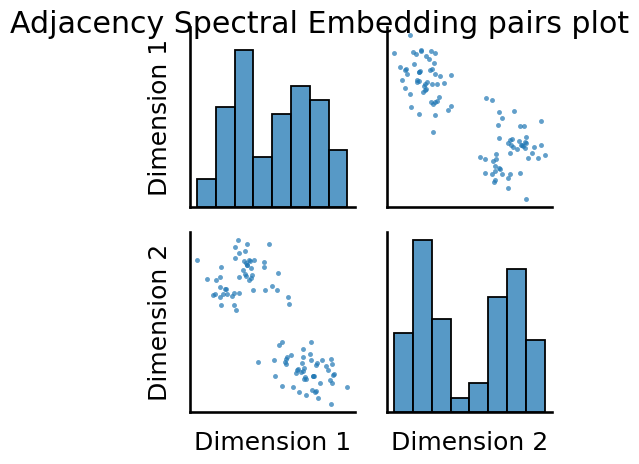 Adjacency Spectral Embedding pairs plot
Dimension 1
Dimension 2
Dimension 1
Dimension 2